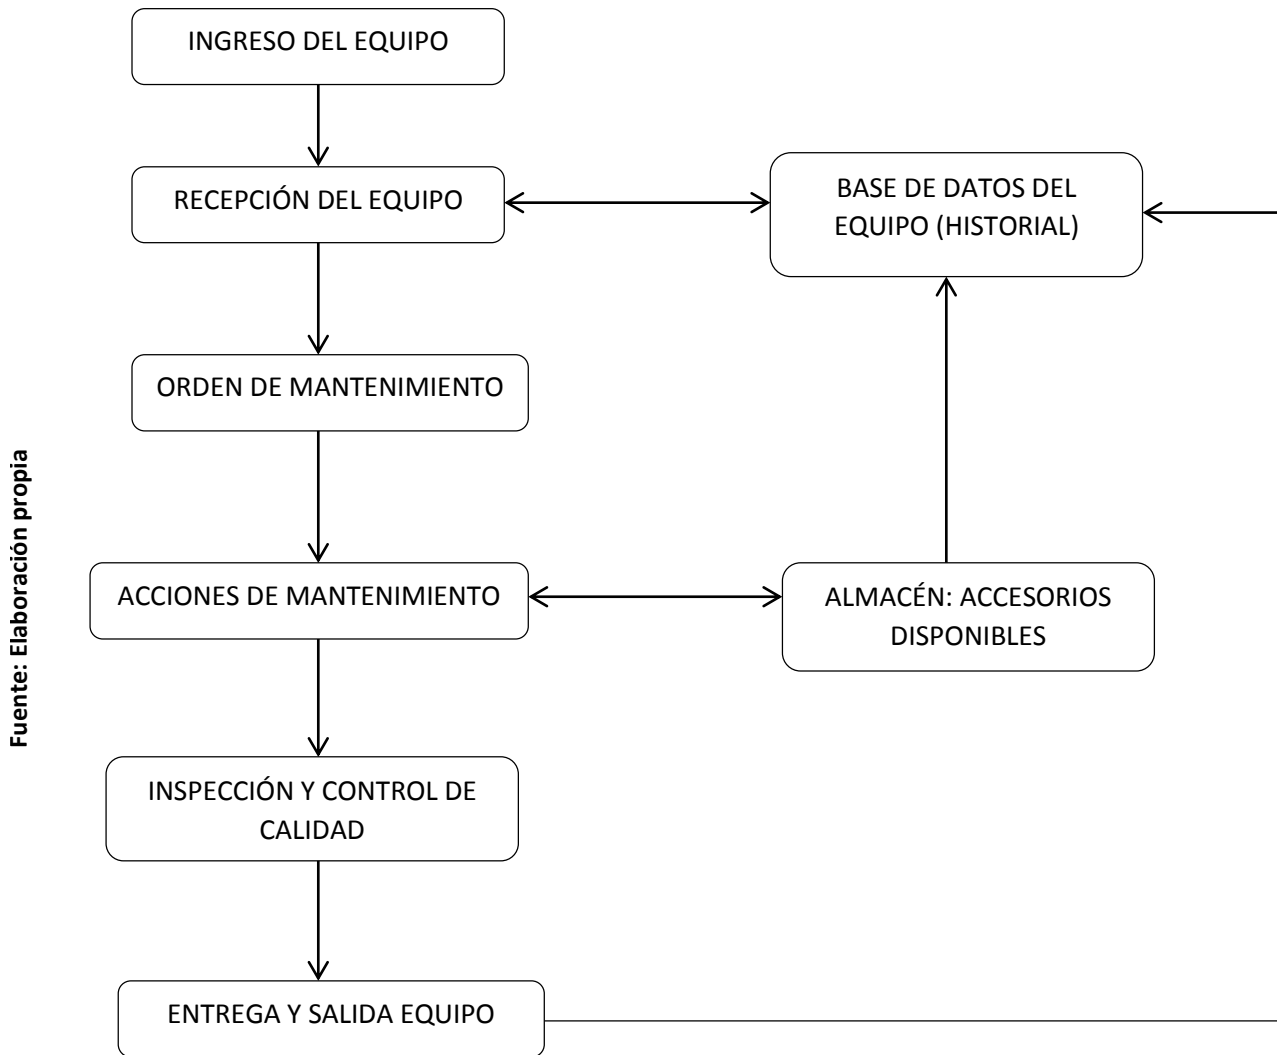 INGRESO DEL EQUIPO
RECEPCIÓN DEL EQUIPO
BASE DE DATOS DEL
EQUIPO (HISTORIAL)
ORDEN DE MANTENIMIENTO
ACCIONES DE MANTENIMIENTO
ALMACÉN: ACCESORIOS
DISPONIBLES
INSPECCIÓN Y CONTROL DE
CALIDAD
ENTREGA Y SALIDA EQUIPO
Fuente: Elaboración propia